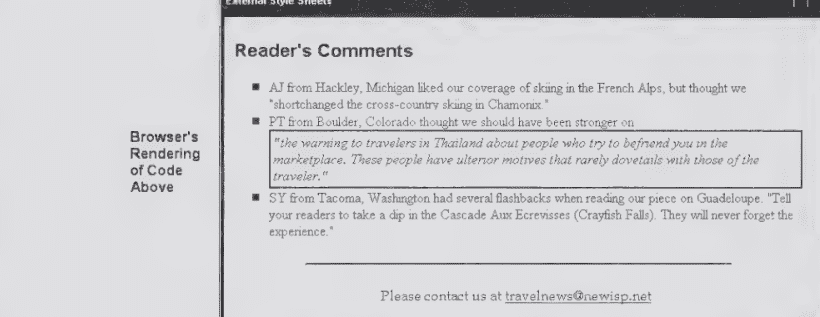 External Style Sheets
Reader's Comments
AJ from Hackley, Michigan liked our coverage of skiing in the French Alps, but thought we
"shortchanged the cross-country skiing in Chamonix."
PT from Boulder, Colorado thought we should have been stronger on
"the warning to travelers in Thailand about people who try to befriend you in the
marketplace. These people have ulterior motives that rarely dovetails with those of the
traveler."
SY from Tacoma, Washington had several flashbacks when reading our piece on Guadeloupe. "Tell
your readers to take a dip in the Cascade Aux Ecrevisses (Crayfish Falls). They will never forget the
experience."
Please contact us at travelnews@newisp.net
Browser's
Rendering
of Code
Above